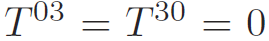 T^{03} = T^{30} = 0